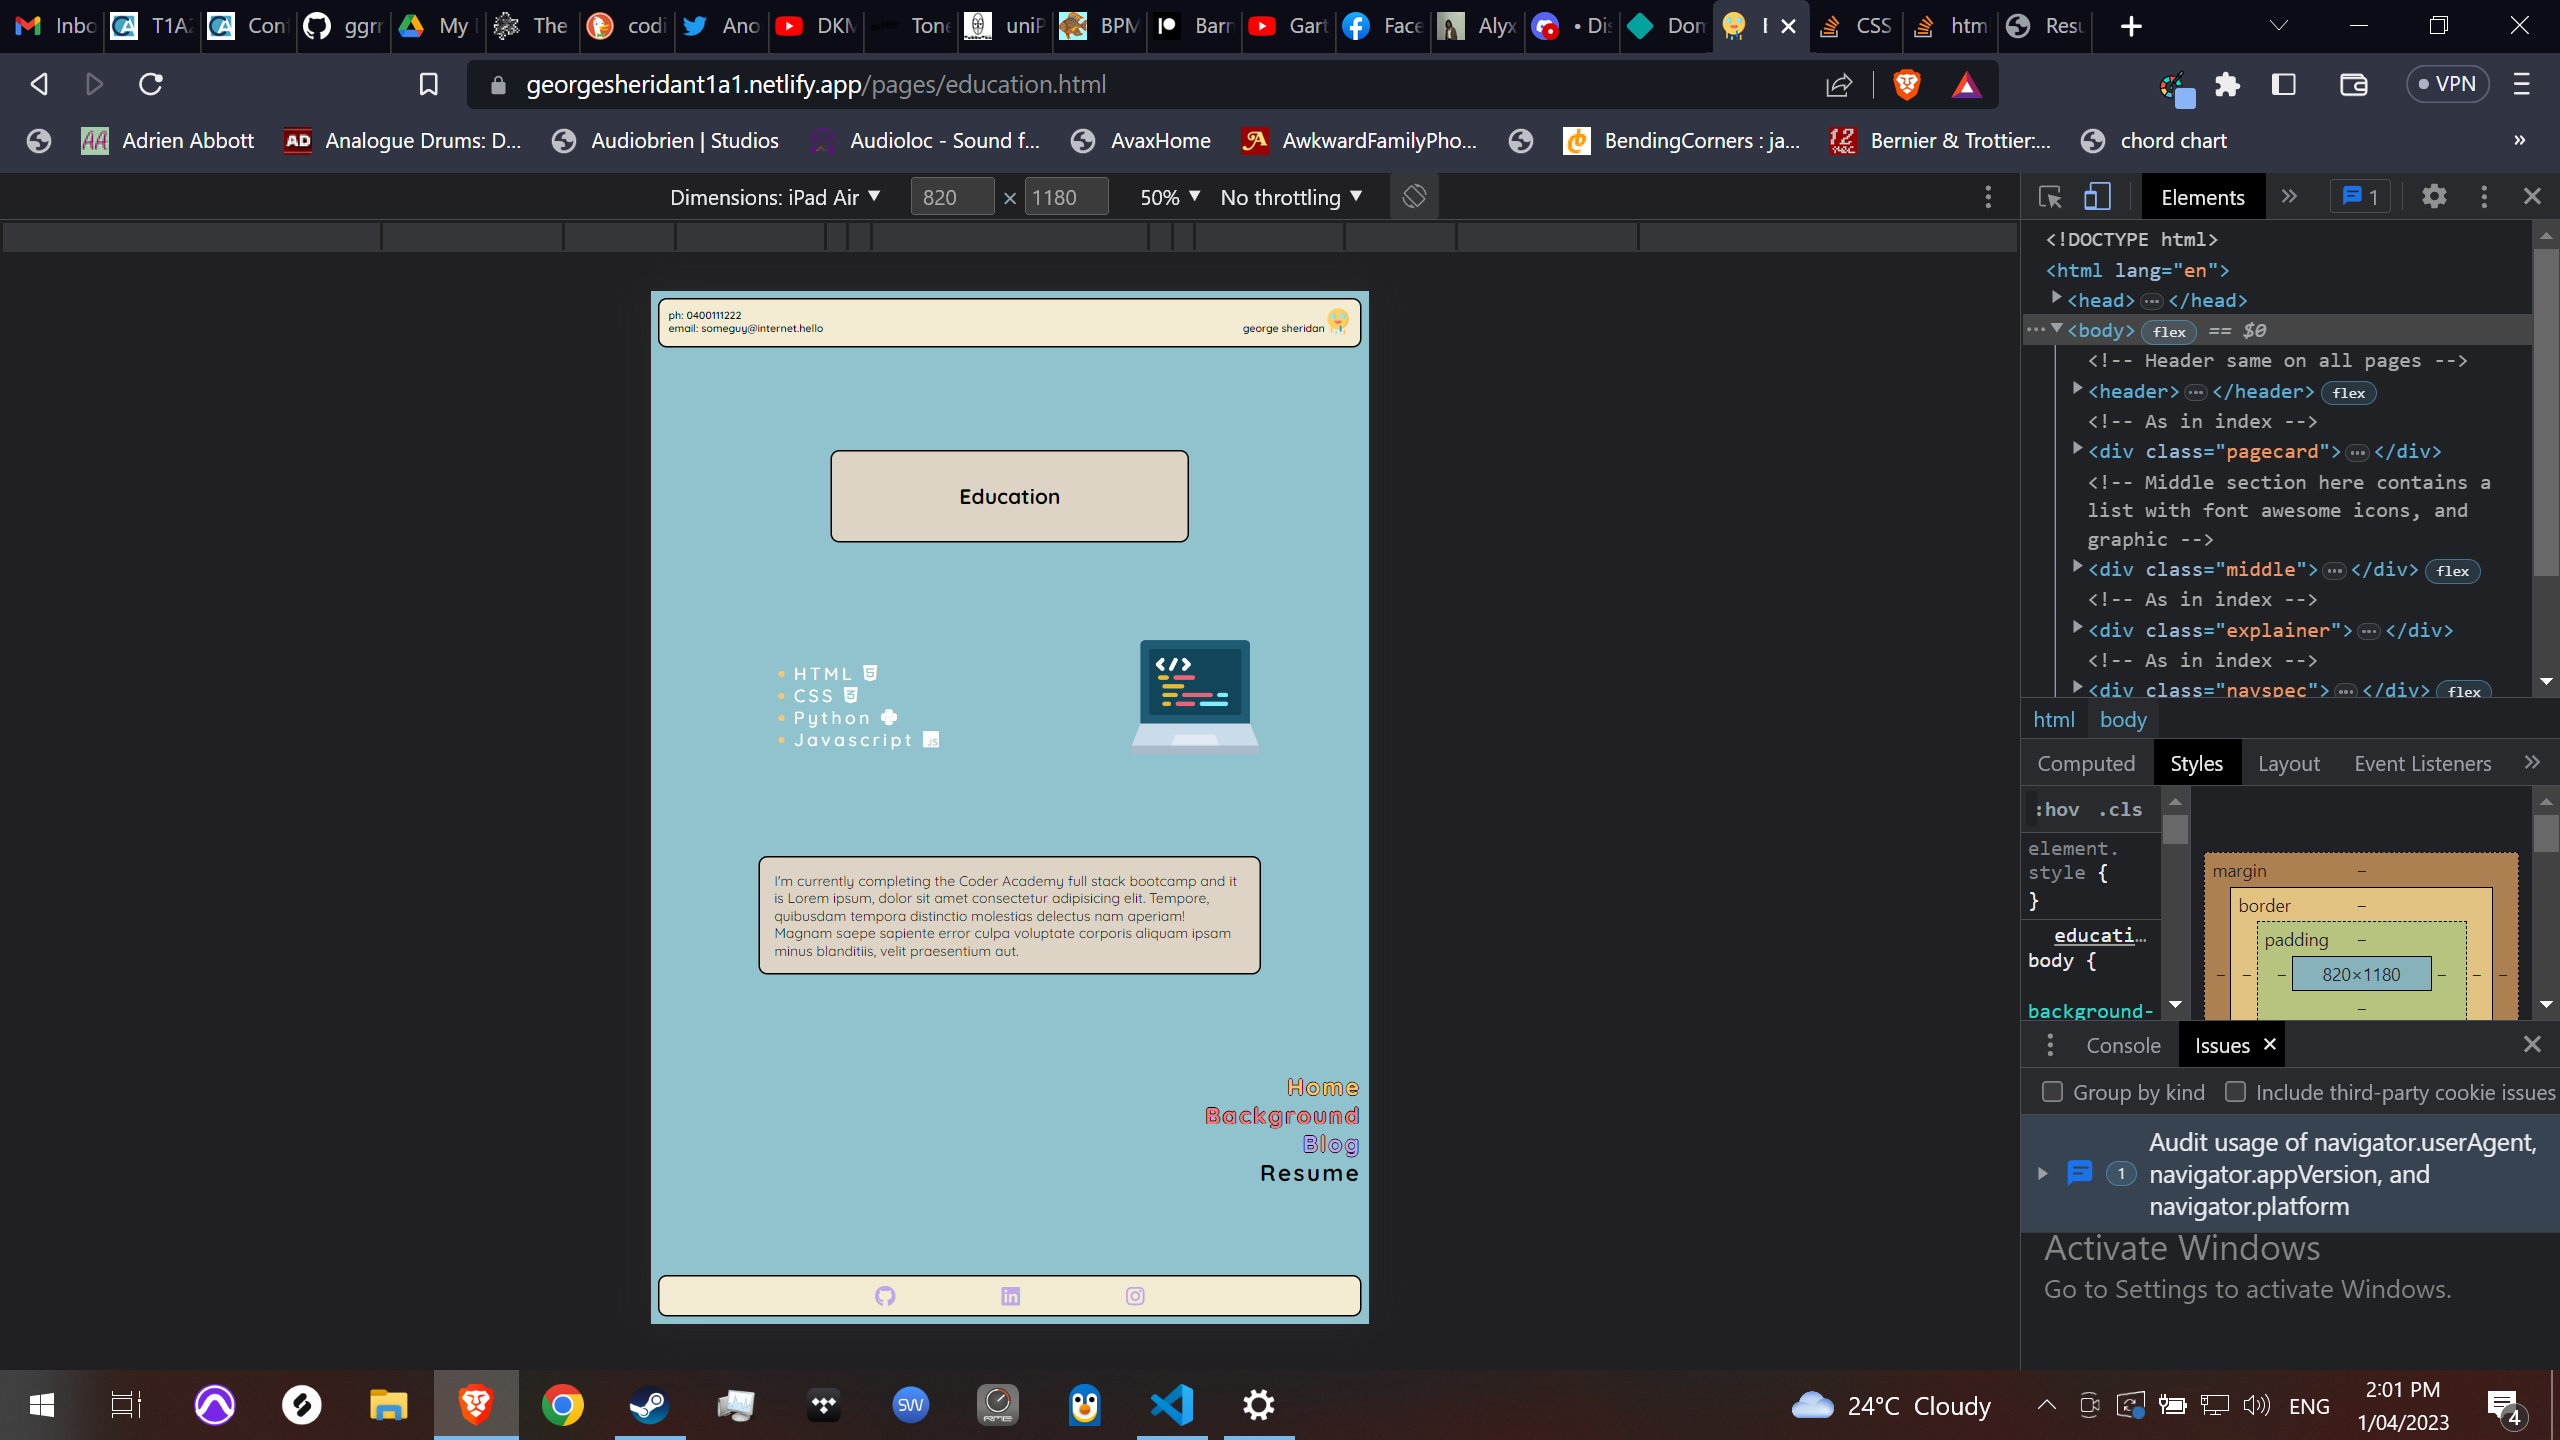 Inbo T1A2 Conf ggrr My The codi Ano DKM Tone uniP BPM Barr Gart Face Alyx • Dis Dom E CSS htm Resu
georgesheridant1a1.netlify.app/pages/education.html VPN
Adrien Abbott Analogue Drums: D... Audiobrien | Studios Audioloc - Sound f... AvaxHome AwkwardFamilyPho... BendingCorners : ja... Bernier & Trottier:... chord chart »
Dimensions: iPad Air 820 × 1180 50% No throttling
Elements » 1
<!DOCTYPE html>
<html lang="en">
<head> ... </head>
... <body> flex == $0
<!-- Header same on all pages -->
<header> ... </header> flex
<!-- As in index -->
<div class="pagecard"> ... </div>
<!-- Middle section here contains a
list with font awesome icons, and
graphic -->
<div class="middle"> ... </div> flex
<!-- As in index -->
<div class="explainer"> ... </div>
<!-- As in index -->
<div class="navspec"> ... </div> flex
html body
Computed Styles Layout Event Listeners »
:hov .cls
element.
style {
}
educati...
body {
background-
margin –
border –
padding –
– – – 820×1180 – – –
–
Console Issues
Group by kind Include third-party cookie issues
1 Audit usage of navigator.userAgent,
navigator.appVersion, and
navigator.platform
Activate Windows
Go to Settings to activate Windows.
ph: 0400111222
email: someguy@internet.hello
george sheridan
Education
HTML
CSS
Python
Javascript JS
I'm currently completing the Coder Academy full stack bootcamp and it
is Lorem ipsum, dolor sit amet consectetur adipisicing elit. Tempore,
quibusdam tempora distinctio molestias delectus nam aperiam!
Magnam saepe sapiente error culpa voluptate corporis aliquam ipsam
minus blanditiis, velit praesentium aut.
Home
Background
Blog
Resume
24°C Cloudy ENG
2:01 PM
1/04/2023
4